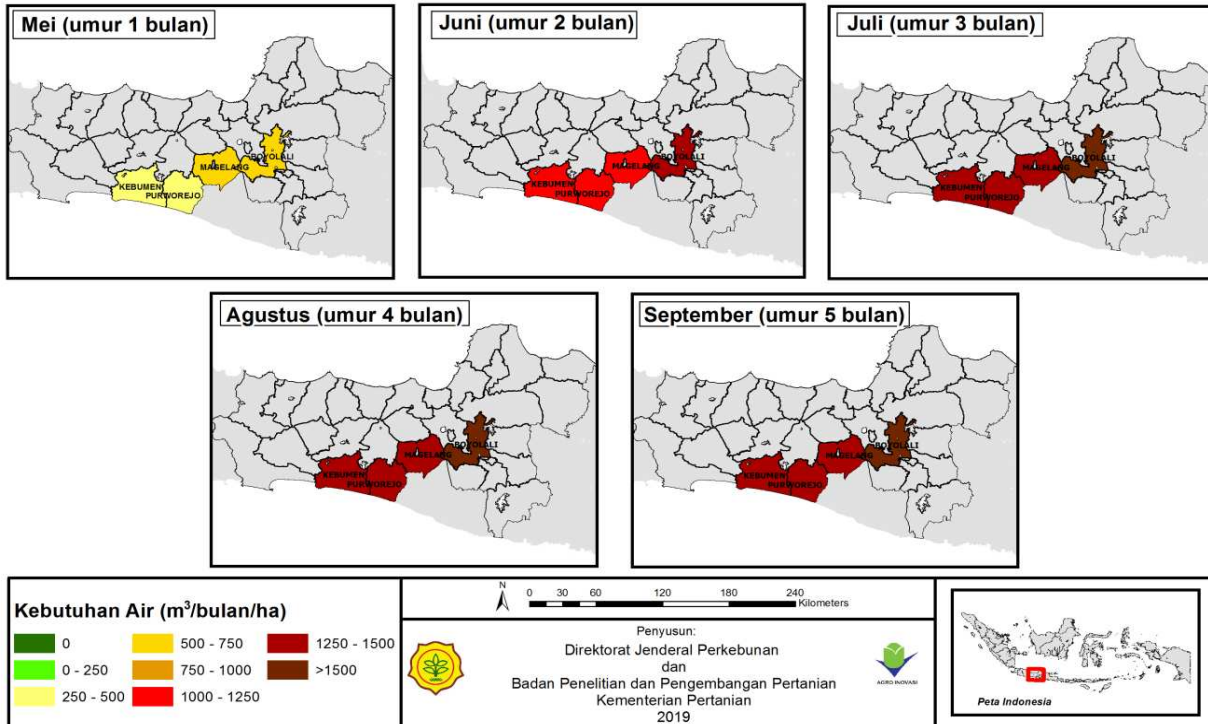 Mei (umur 1 bulan)
BOYOLALI
MAGELANG
KEBUMEN
PURWOREJO
Juni (umur 2 bulan)
BOYOLALI
MAGELANG
KEBUMEN
PURWOREJO
Juli (umur 3 bulan)
BOYOLALI
MAGELANG
KEBUMEN
PURWOREJO
Agustus (umur 4 bulan)
BOYOLALI
MAGELANG
KEBUMEN
PURWOREJO
September (umur 5 bulan)
BOYOLALI
MAGELANG
KEBUMEN
PURWOREJO
Kebutuhan Air (m³/bulan/ha)
0
0 - 250
250 - 500
500 - 750
750 - 1000
1000 - 1250
1250 - 1500
>1500
N
0 15 30 60 120 180 240
Kilometers
Penyusun:
Direktorat Jenderal Perkebunan
dan
Badan Penelitian dan Pengembangan Pertanian
Kementerian Pertanian
2019
AGRO INOVASI
Peta Indonesia